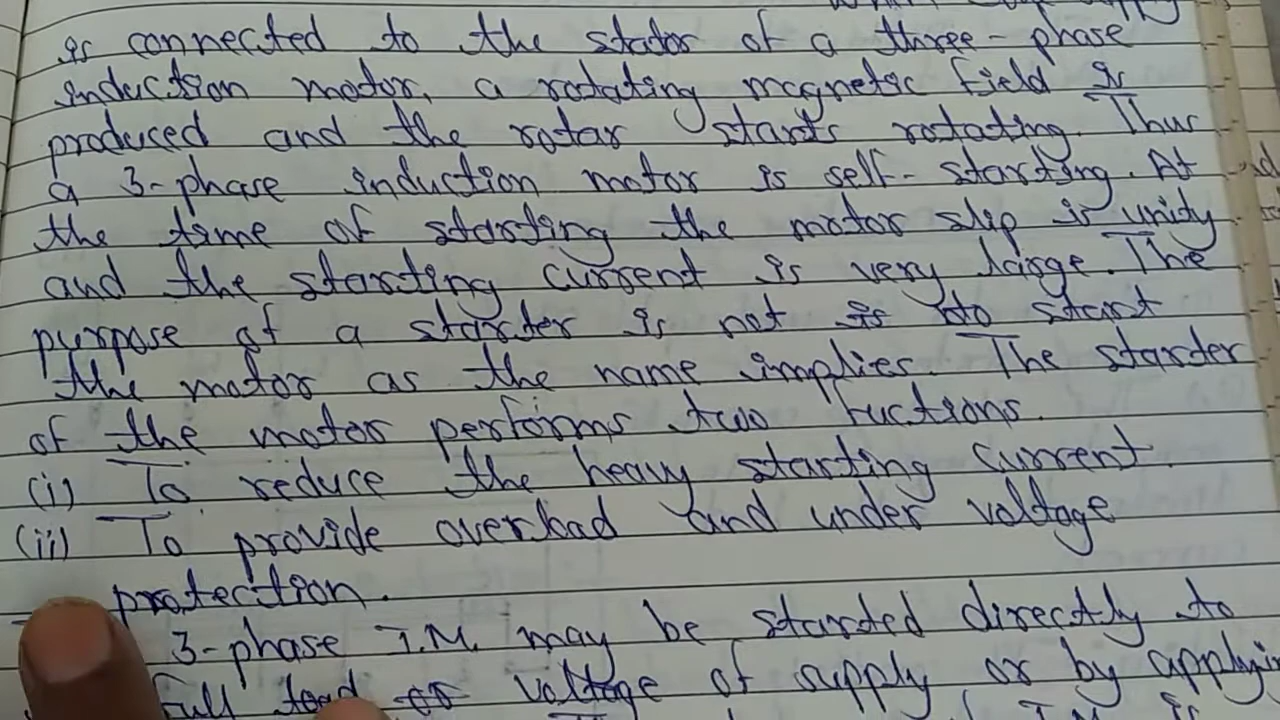 is connected to the stator of a three-phase
induction motor, a rotating magnetic field is
produced and the rotar starts rotating. Thus
a 3-phase induction motor is self-starting. At
the time of starting the motor slip is unity
and the starting current is very large. The
purpose of a starter is not is to start
the motor as the name implies. The starter
of the motor performs two fuctions.
(i) To reduce the heavy starting current.
(ii) To provide overload and under voltage
protection.
3-phase I.M. may be started directly to
full voltage of supply or by applyin